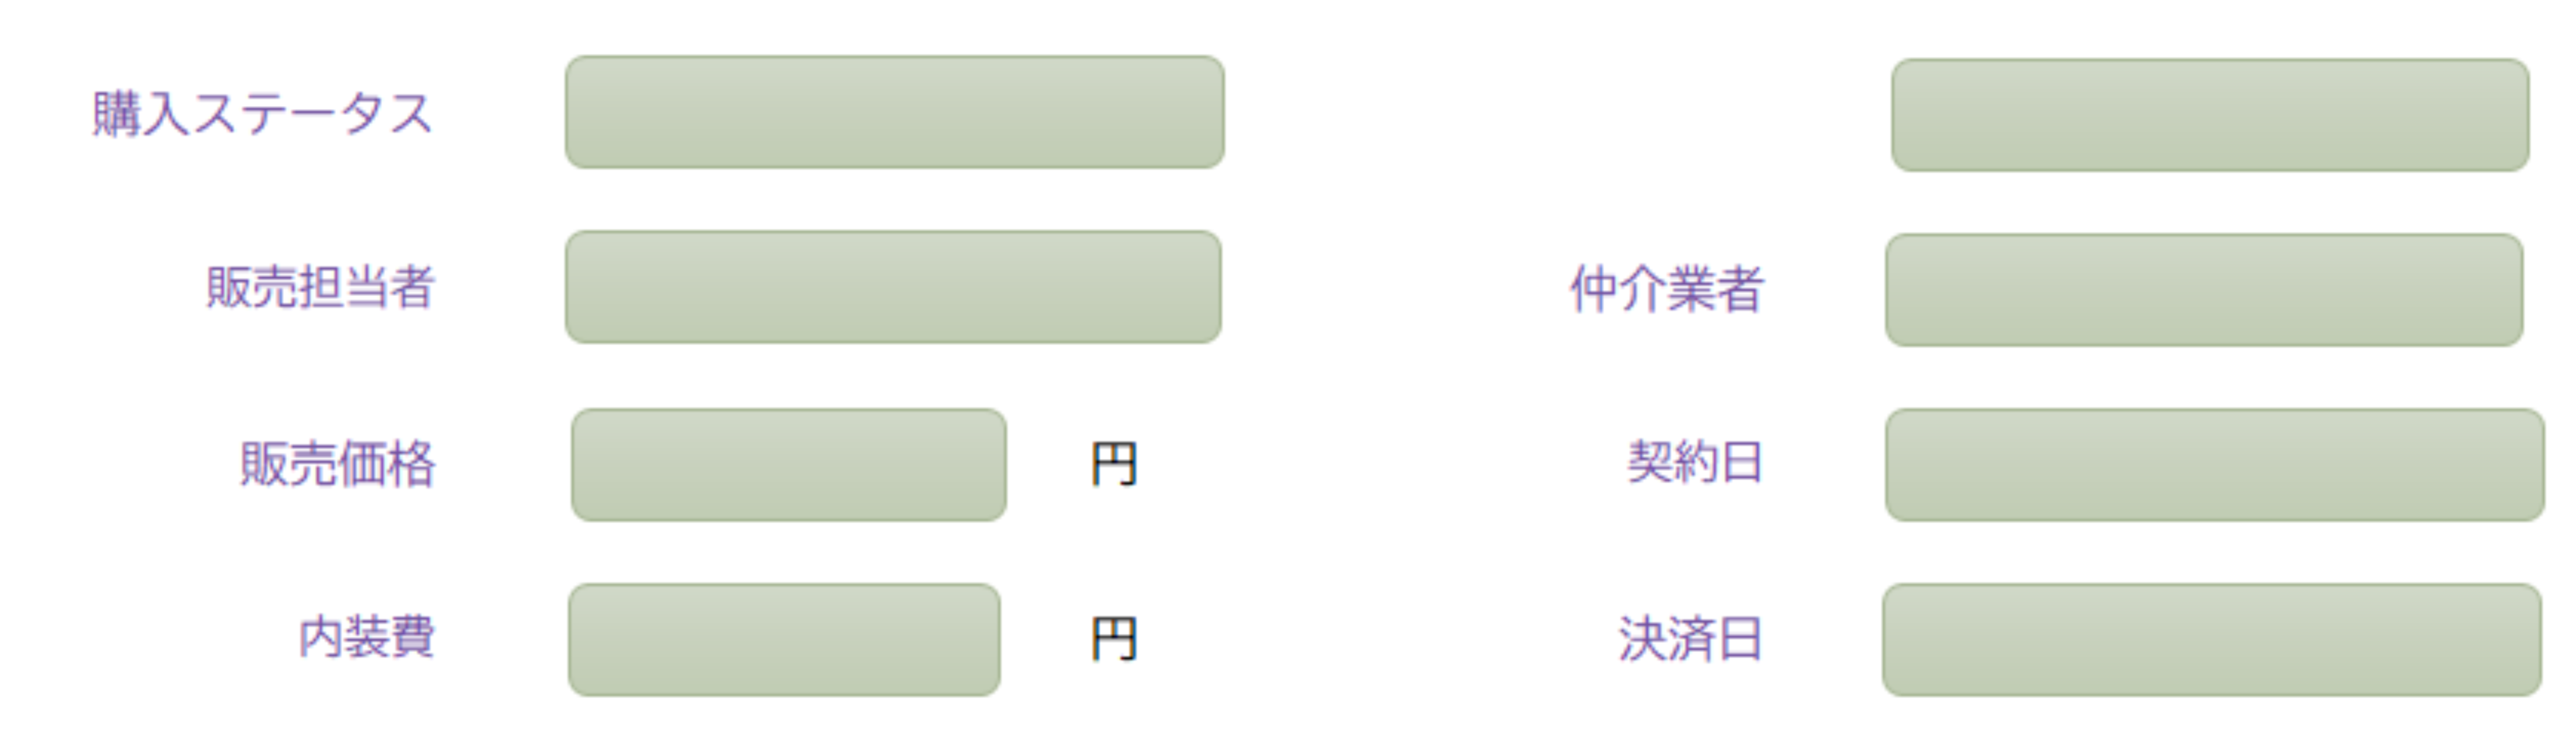 購入ステータス
販売担当者 仲介業者
販売価格 円 契約日
内装費 円 決済日